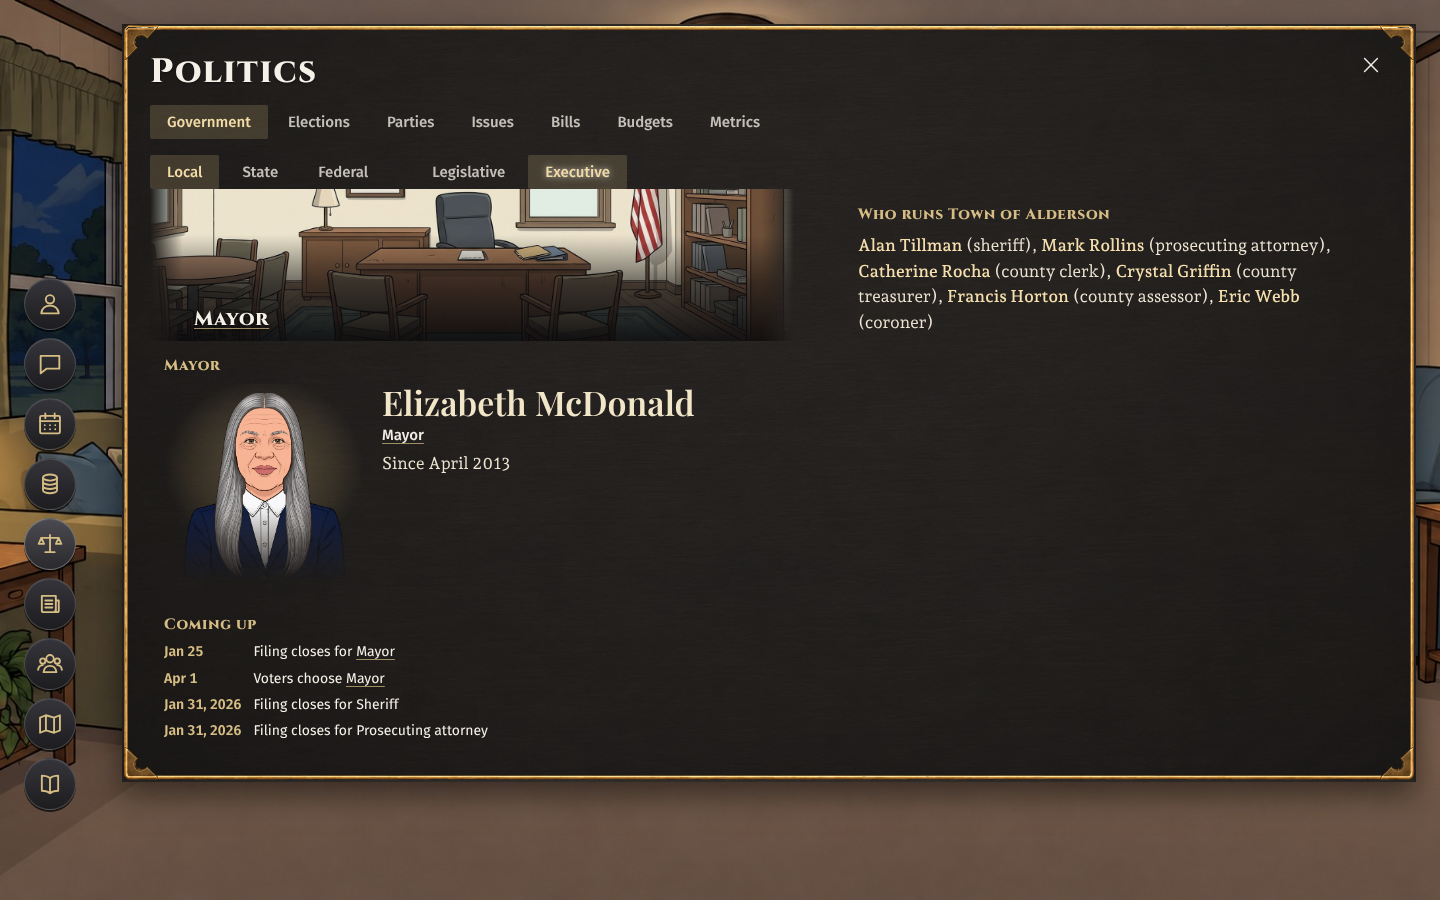 Politics
Government Elections Parties Issues Bills Budgets Metrics
Local State Federal Legislative Executive
Mayor
Mayor
Elizabeth McDonald
Mayor
Since April 2013
Coming up
Jan 25 Filing closes for Mayor
Apr 1 Voters choose Mayor
Jan 31, 2026 Filing closes for Sheriff
Jan 31, 2026 Filing closes for Prosecuting attorney
Who runs Town of Alderson
Alan Tillman (sheriff), Mark Rollins (prosecuting attorney),
Catherine Rocha (county clerk), Crystal Griffin (county
treasurer), Francis Horton (county assessor), Eric Webb
(coroner)